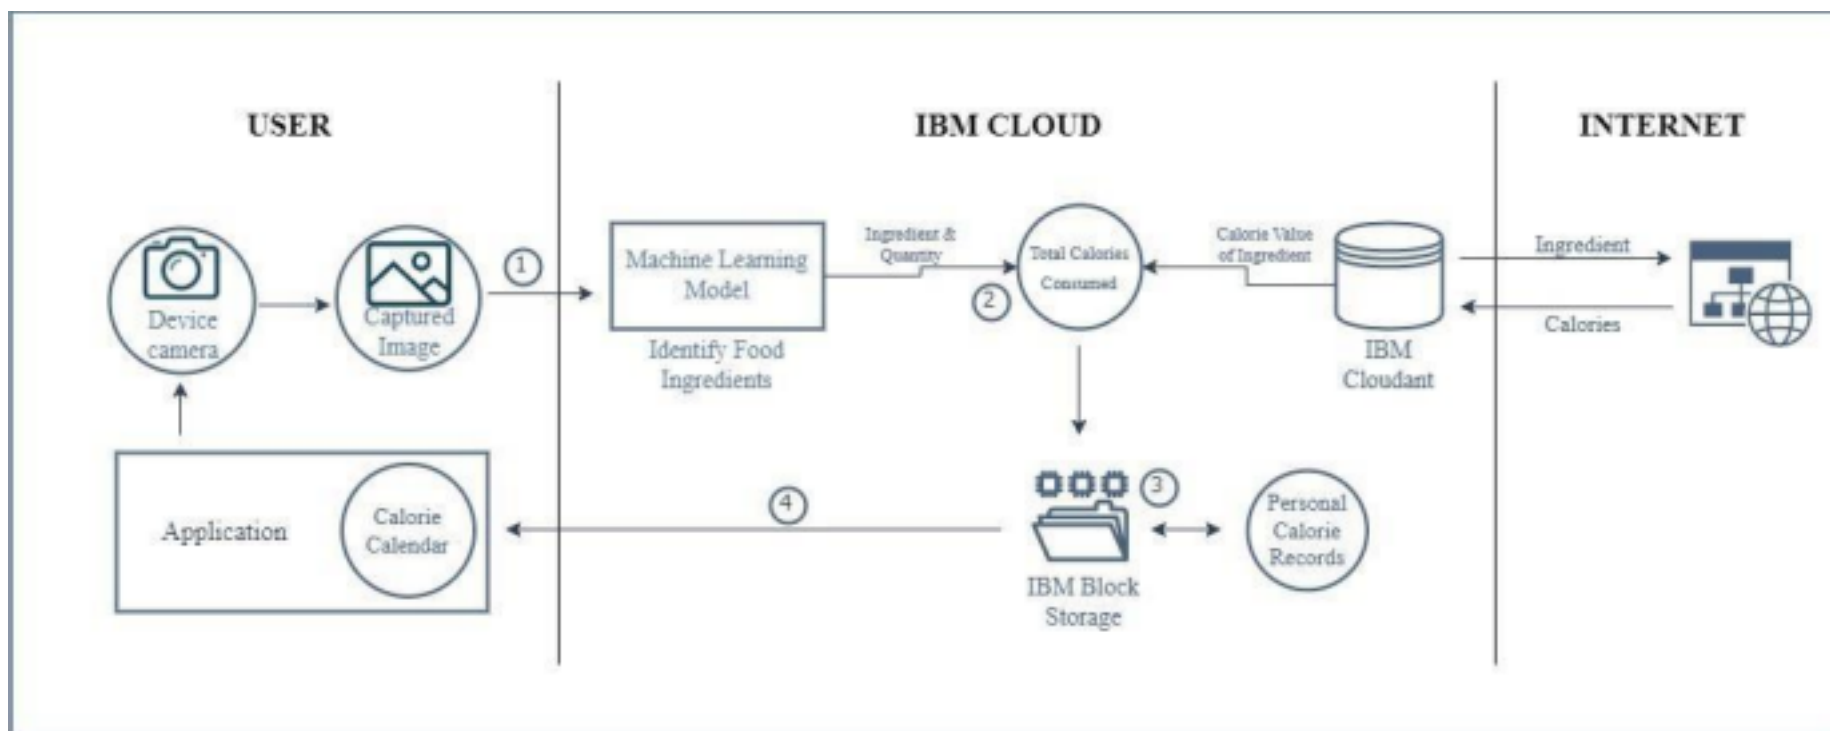 USER
IBM CLOUD
INTERNET
Device
camera
Captured
Image
1
Machine Learning
Model
Identify Food
Ingredients
Ingredient &
Quantity
2
Total Calories
Consumed
Calorie Value
of Ingredient
IBM
Cloudant
Ingredient
Calories
Application
Calorie
Calendar
4
3
IBM Block
Storage
Personal
Calorie
Records